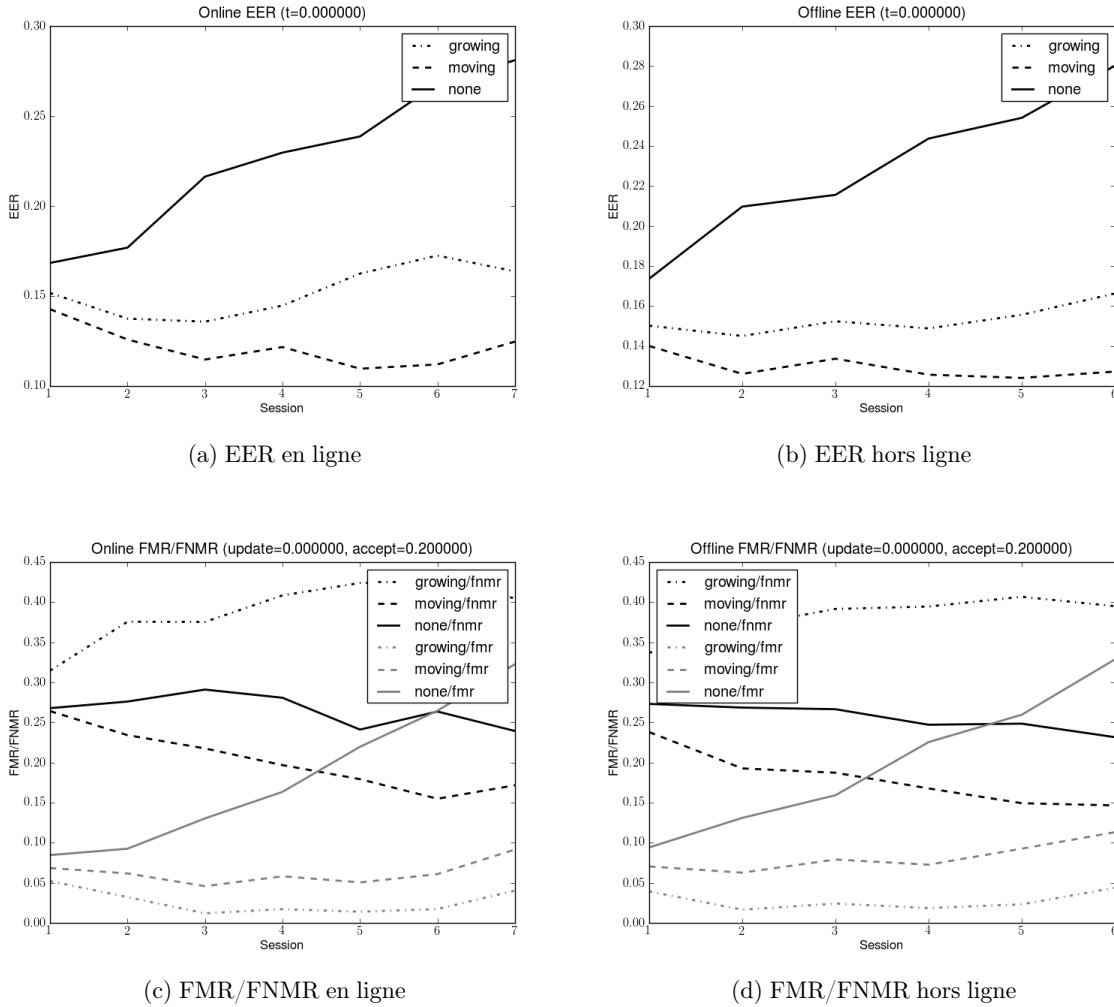 Online EER (t=0.000000)
0.30
0.25
0.20
0.15
0.10
EER
growing
moving
none
1 2 3 4 5 6 7
Session
(a) EER en ligne
Offline EER (t=0.000000)
0.30
0.28
0.26
0.24
0.22
0.20
0.18
0.16
0.14
0.12
EER
growing
moving
none
1 2 3 4 5 6
Session
(b) EER hors ligne
Online FMR/FNMR (update=0.000000, accept=0.200000)
0.45
0.40
0.35
0.30
0.25
0.20
0.15
0.10
0.05
0.00
FMR/FNMR
growing/fnmr
moving/fnmr
none/fnmr
growing/fmr
moving/fmr
none/fmr
1 2 3 4 5 6 7
Session
(c) FMR/FNMR en ligne
Offline FMR/FNMR (update=0.000000, accept=0.200000)
0.45
0.40
0.35
0.30
0.25
0.20
0.15
0.10
0.05
0.00
FMR/FNMR
growing/fnmr
moving/fnmr
none/fnmr
growing/fmr
moving/fmr
none/fmr
1 2 3 4 5 6
Session
(d) FMR/FNMR hors ligne